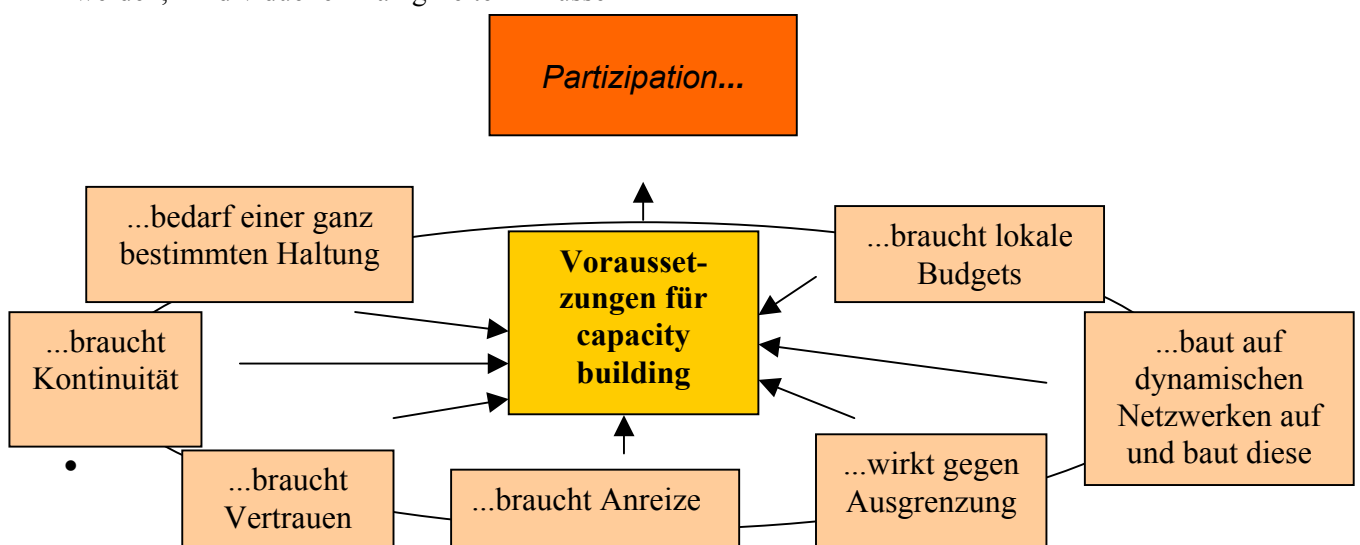 Partizipation...
...bedarf einer ganz
bestimmten Haltung
...braucht lokale
Budgets
Vorausset-
zungen für
capacity
building
...braucht
Kontinuität
...baut auf
dynamischen
Netzwerken auf
und baut diese
...braucht
Vertrauen
...braucht Anreize
...wirkt gegen
Ausgrenzung